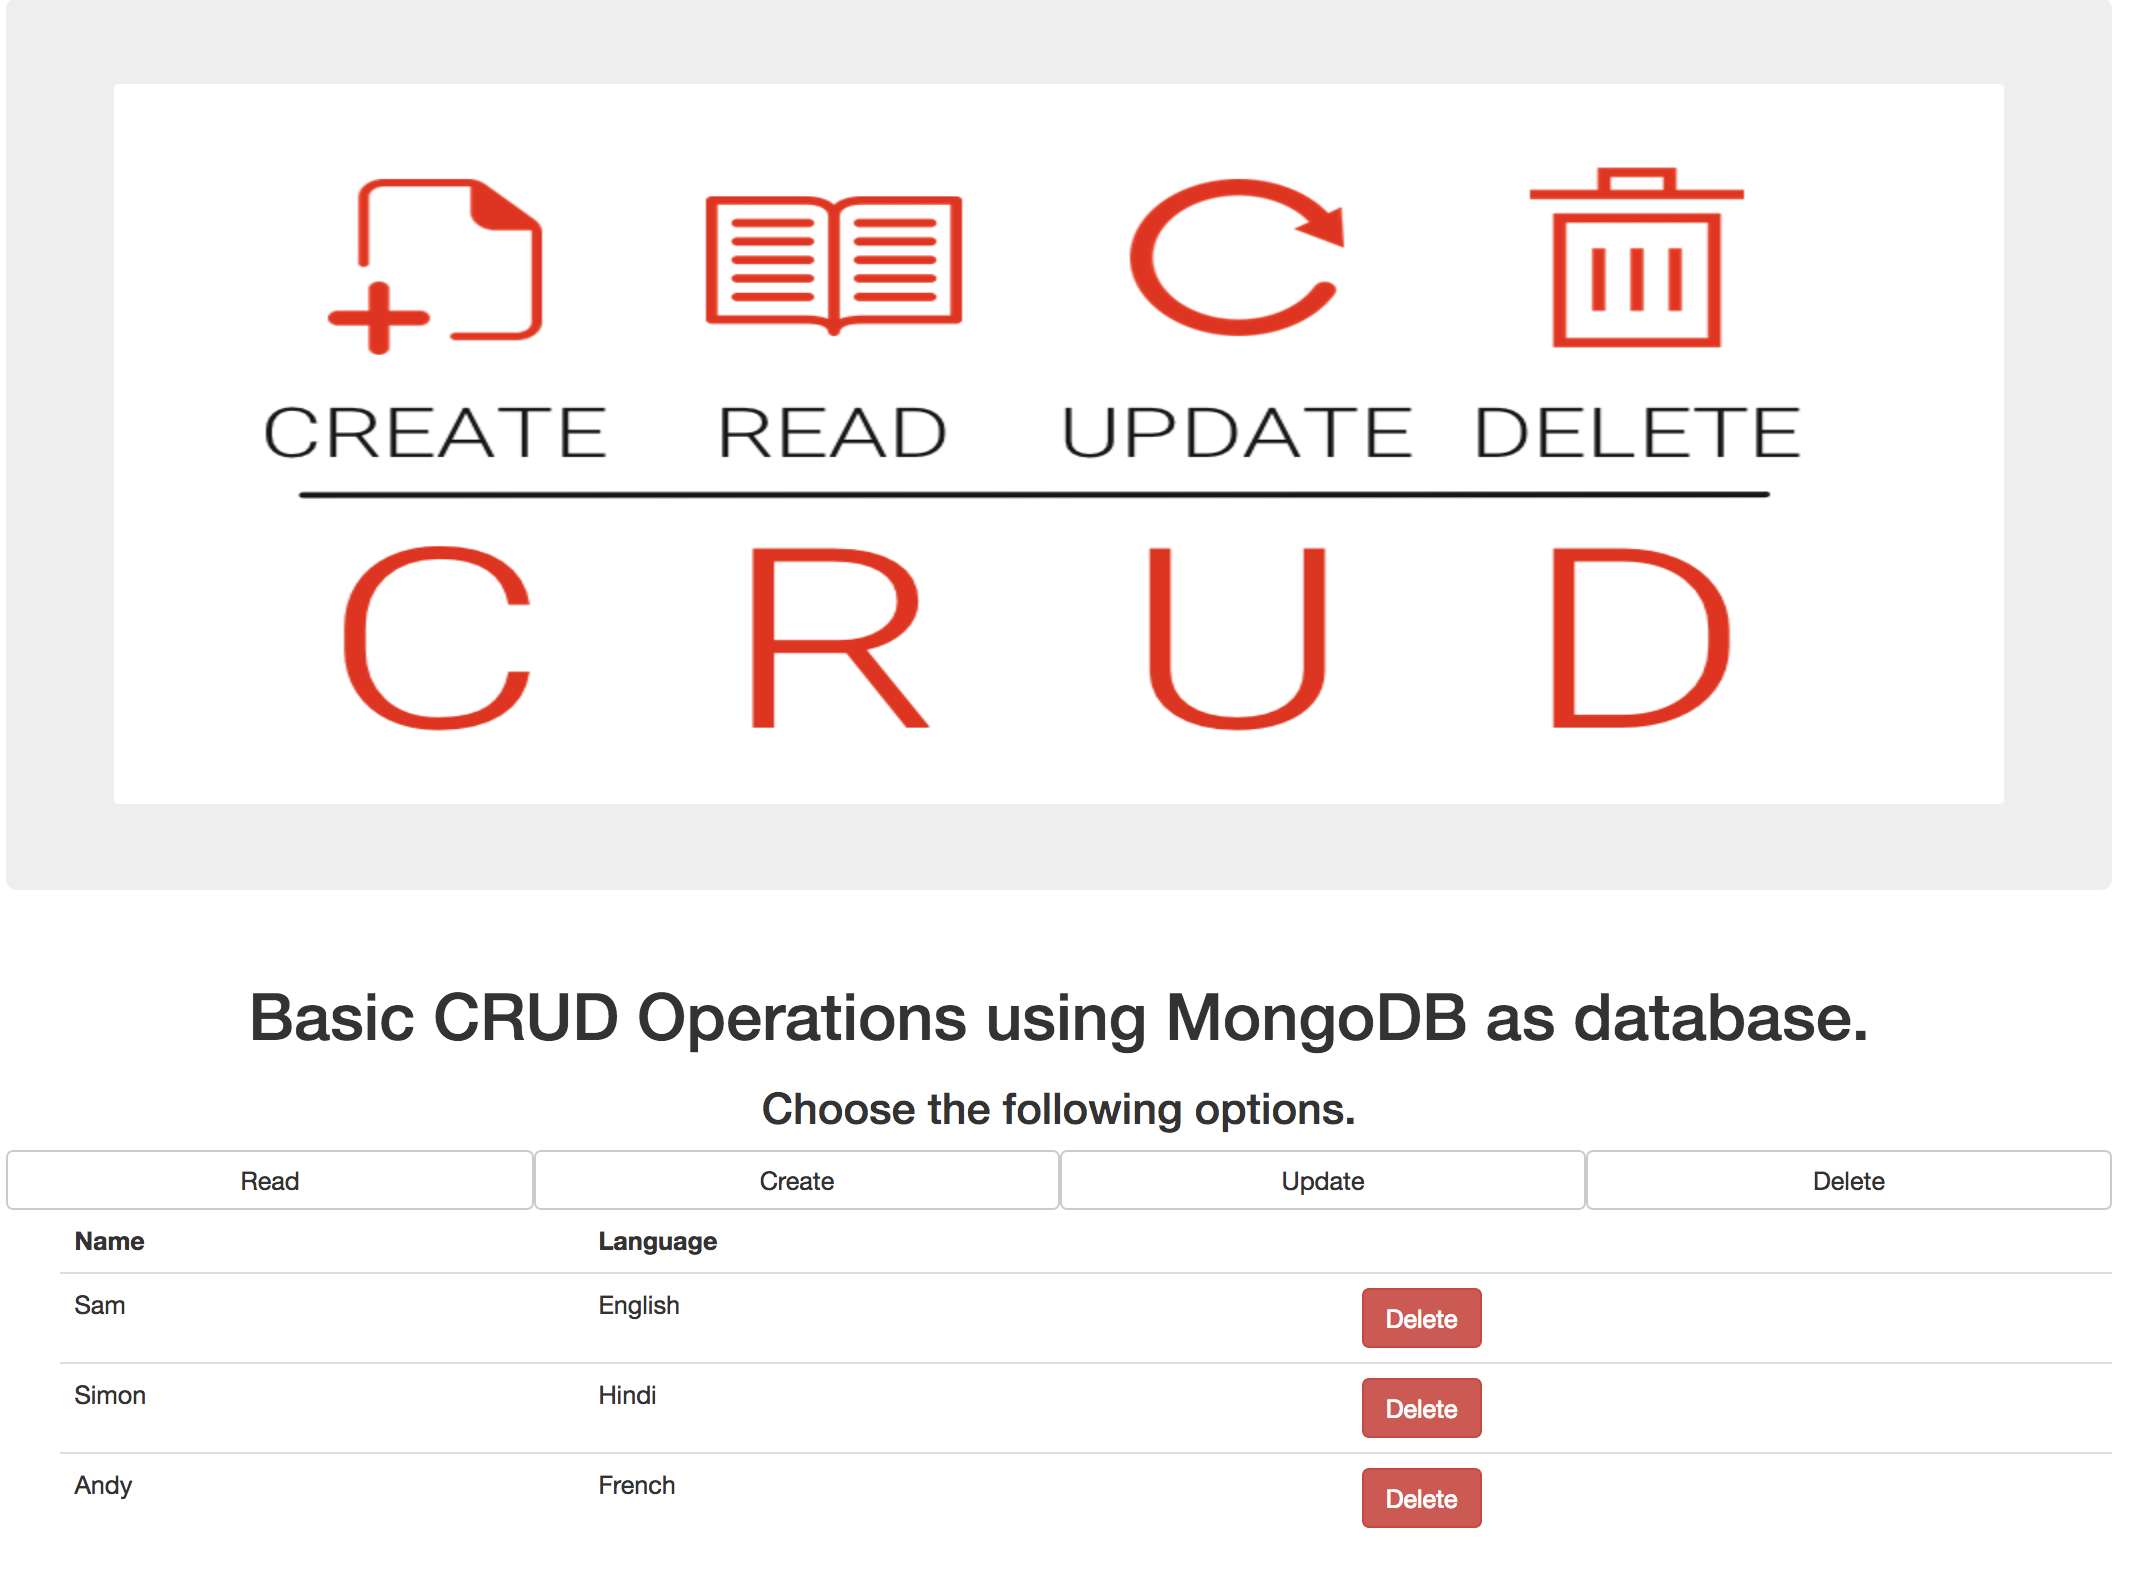 CREATE READ UPDATE DELETE
C R U D
Basic CRUD Operations using MongoDB as database.
Choose the following options.
Read Create Update Delete
Name Language
Sam English Delete
Simon Hindi Delete
Andy French Delete